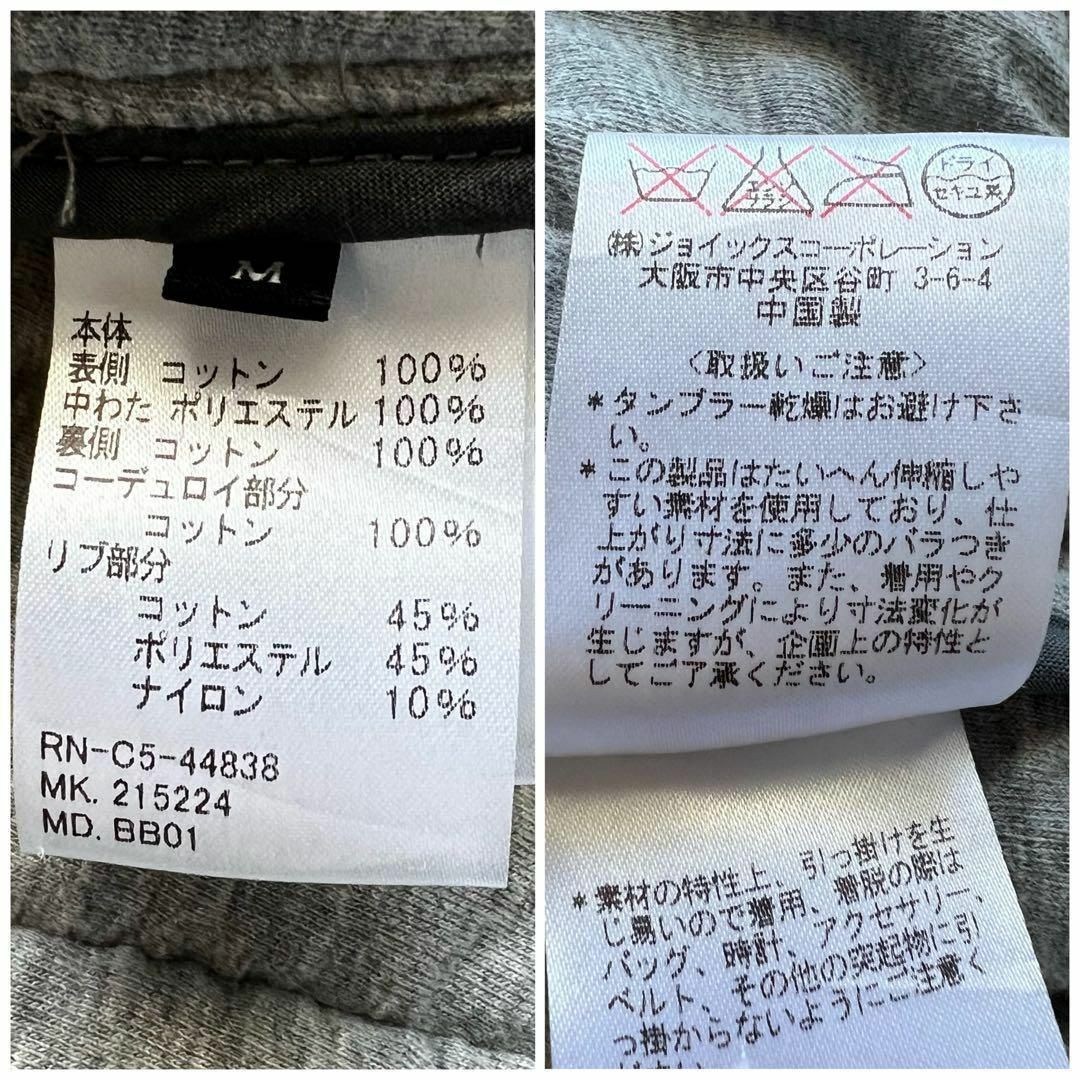 M
本体
表側 コットン 100%
中わた ポリエステル 100%
裏側 コットン 100%
コーデュロイ部分
コットン 100%
リブ部分
コットン 45%
ポリエステル 45%
ナイロン 10%
RN-C5-44838
MK. 215224
MD. BB01
エンソ
サラシ
ドライ
セキユ系
㈱ジョイックスコーポレーション
大阪市中央区谷町 3-6-4
中国製
〈取扱いご注意〉
*タンブラー乾燥はお避け下さ
い。
*この製品はたいへん伸縮しや
すい素材を使用しており、仕
上がり寸法に多少のバラつき
があります。また、着用やク
リーニングにより寸法変化が
生じますが、企画上の特性と
してご了承ください。
*素材の特性上、引っ掛けを生
じ易いので着用、着脱の際は
バッグ、時計、アクセサリー、
ベルト、その他の突起物に引
っ掛からないようにご注意く